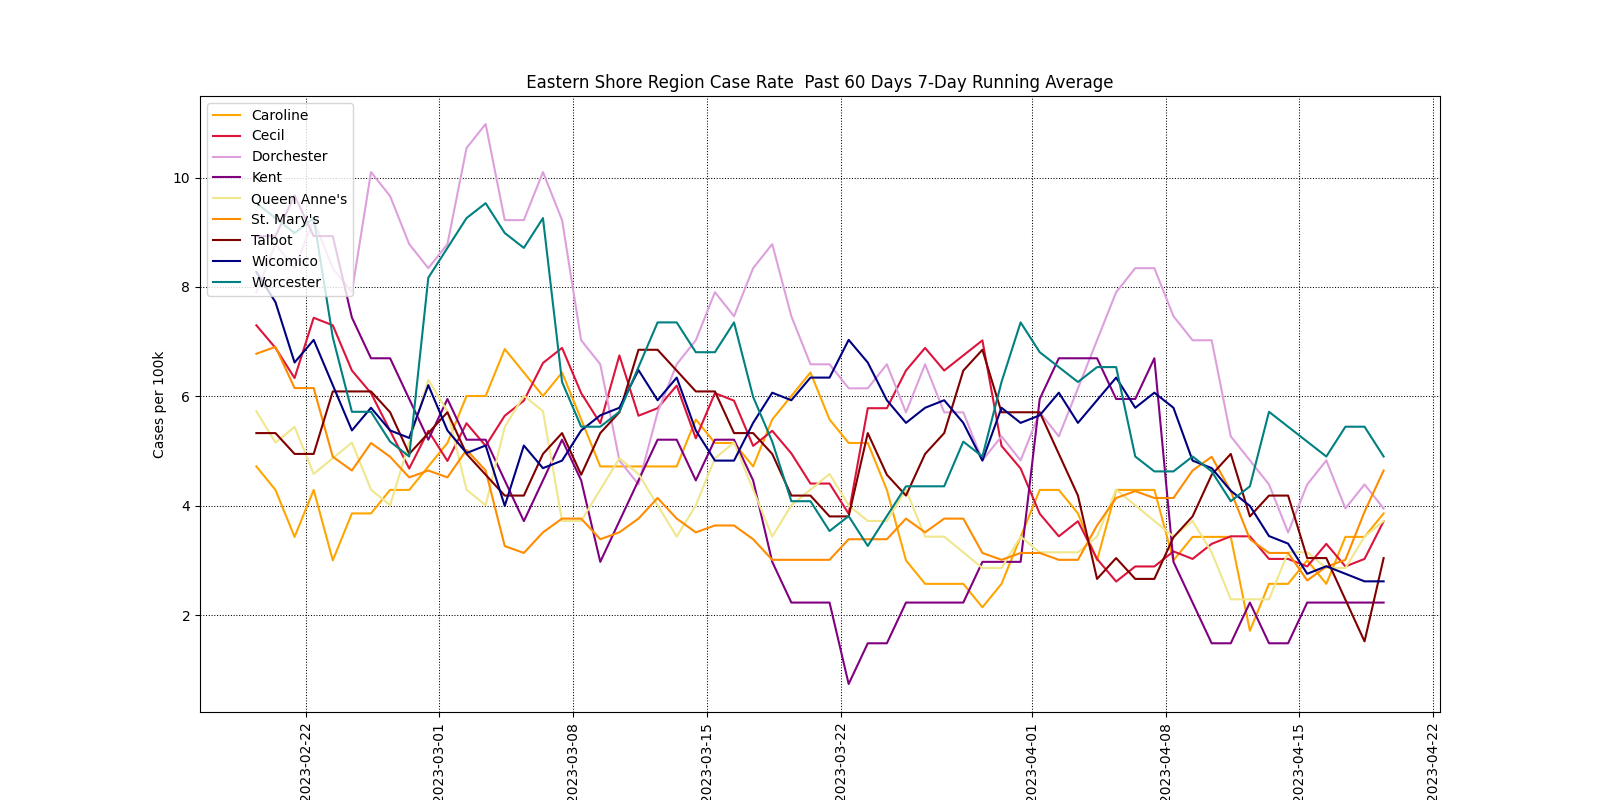 Eastern Shore Region Case Rate  Past 60 Days 7-Day Running Average
Caroline
Cecil
Dorchester
Kent
Queen Anne's
St. Mary's
Talbot
Wicomico
Worcester
Cases per 100k
10
8
6
4
2
2023-02-22
2023-03-01
2023-03-08
2023-03-15
2023-03-22
2023-04-01
2023-04-08
2023-04-15
2023-04-22